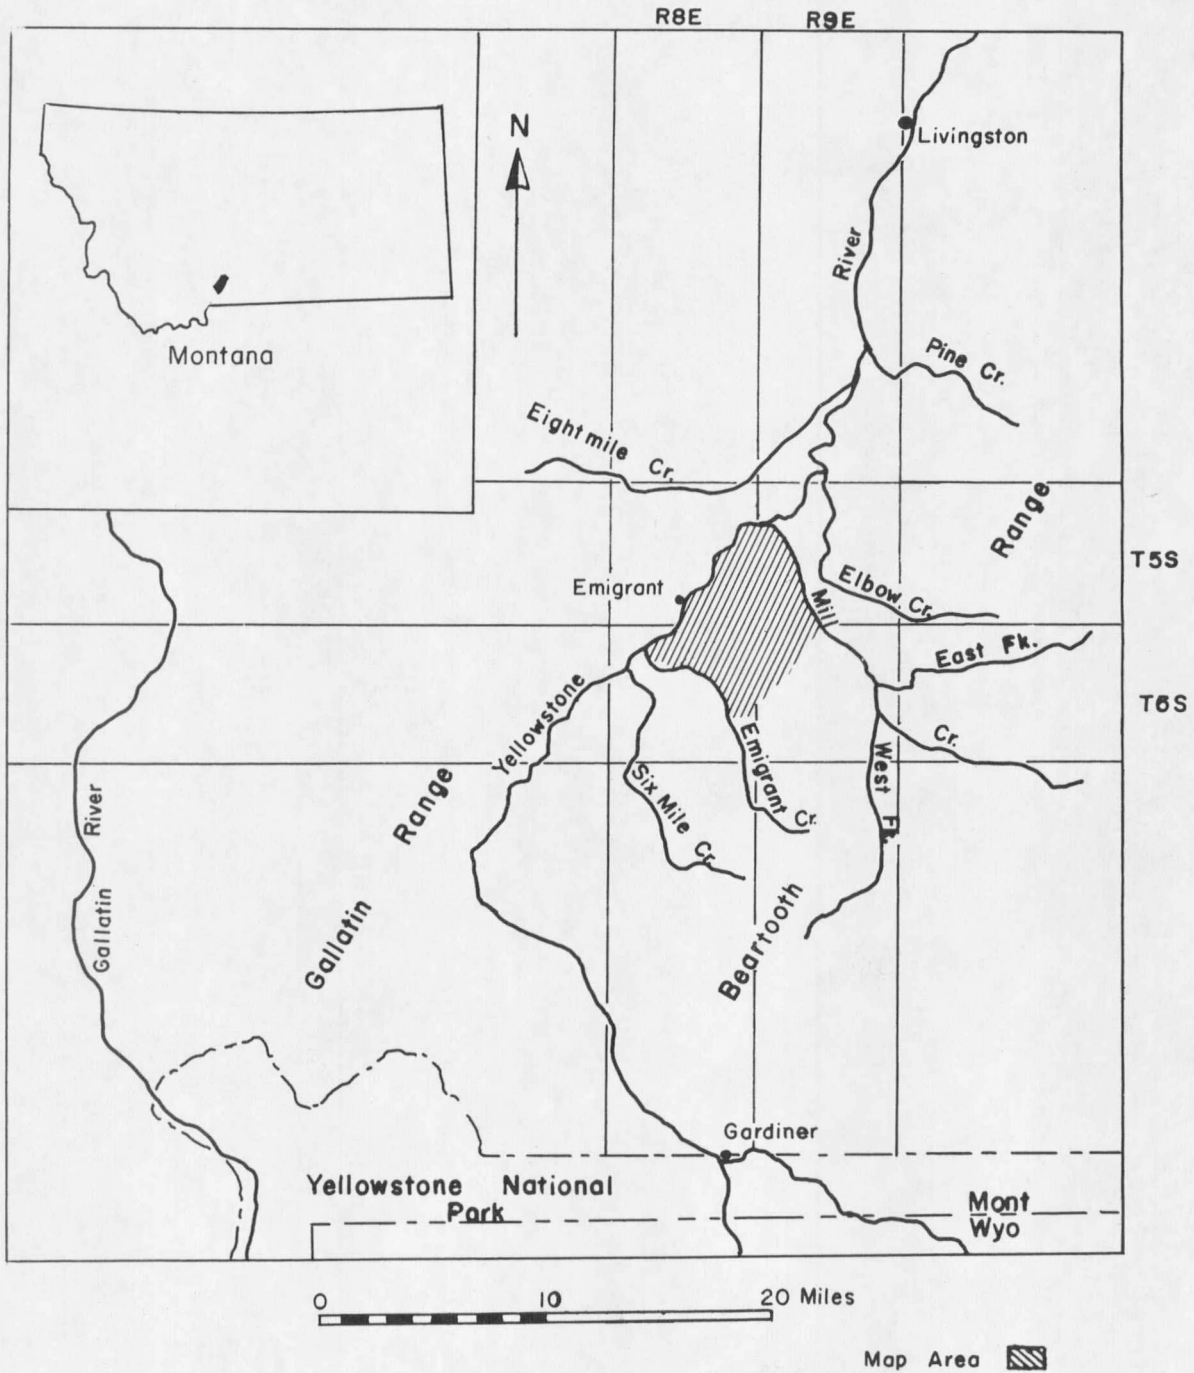 R8E R9E
N
Livingston
River
Montana
Pine Cr.
Eightmile Cr.
Range
T5S
Emigrant
Elbow Cr.
Mill
East Fk.
Yellowstone
T6S
Cr.
Emigrant Cr.
West Fk.
Six Mile Cr.
River
Gallatin
Range
Gallatin
Beartooth
Gardiner
Yellowstone National
Park
Mont
Wyo
0 10 20 Miles
Map Area